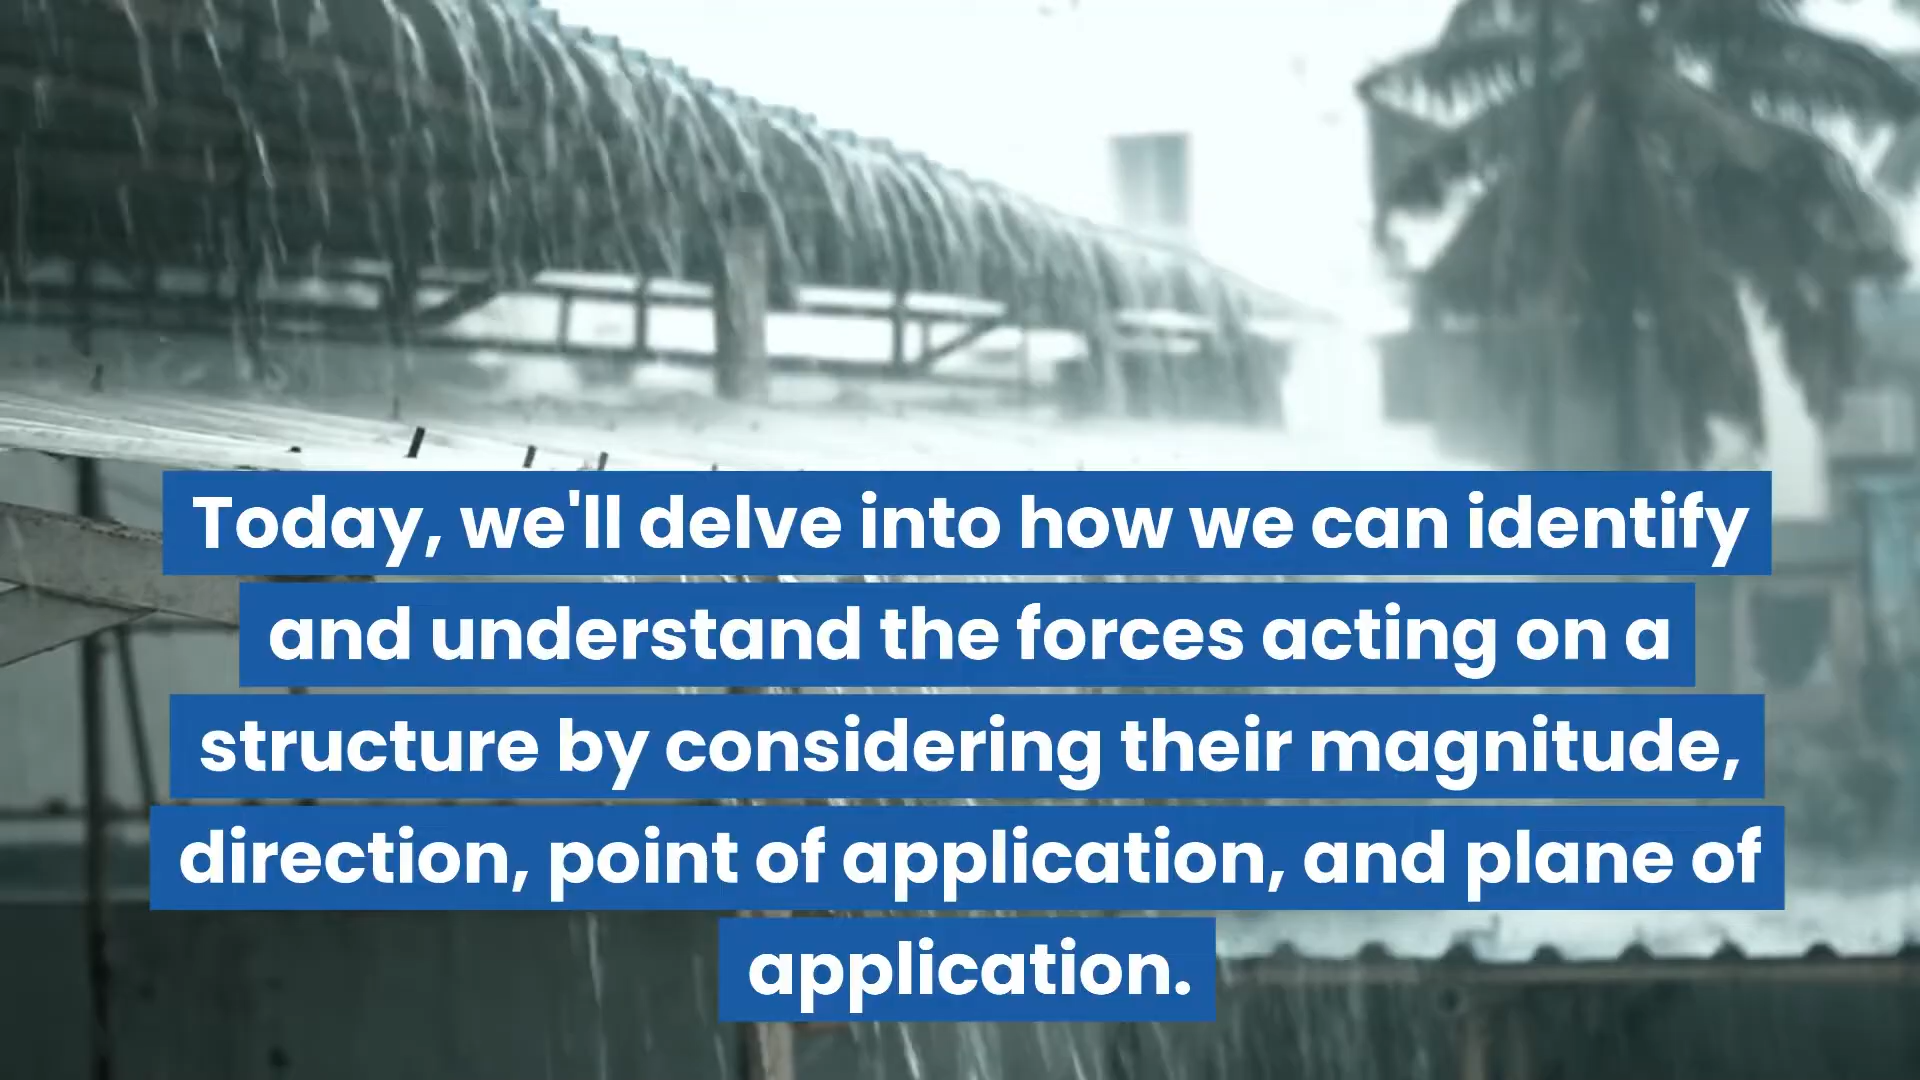 Today, we'll delve into how we can identify
and understand the forces acting on a
structure by considering their magnitude,
direction, point of application, and plane of
application.